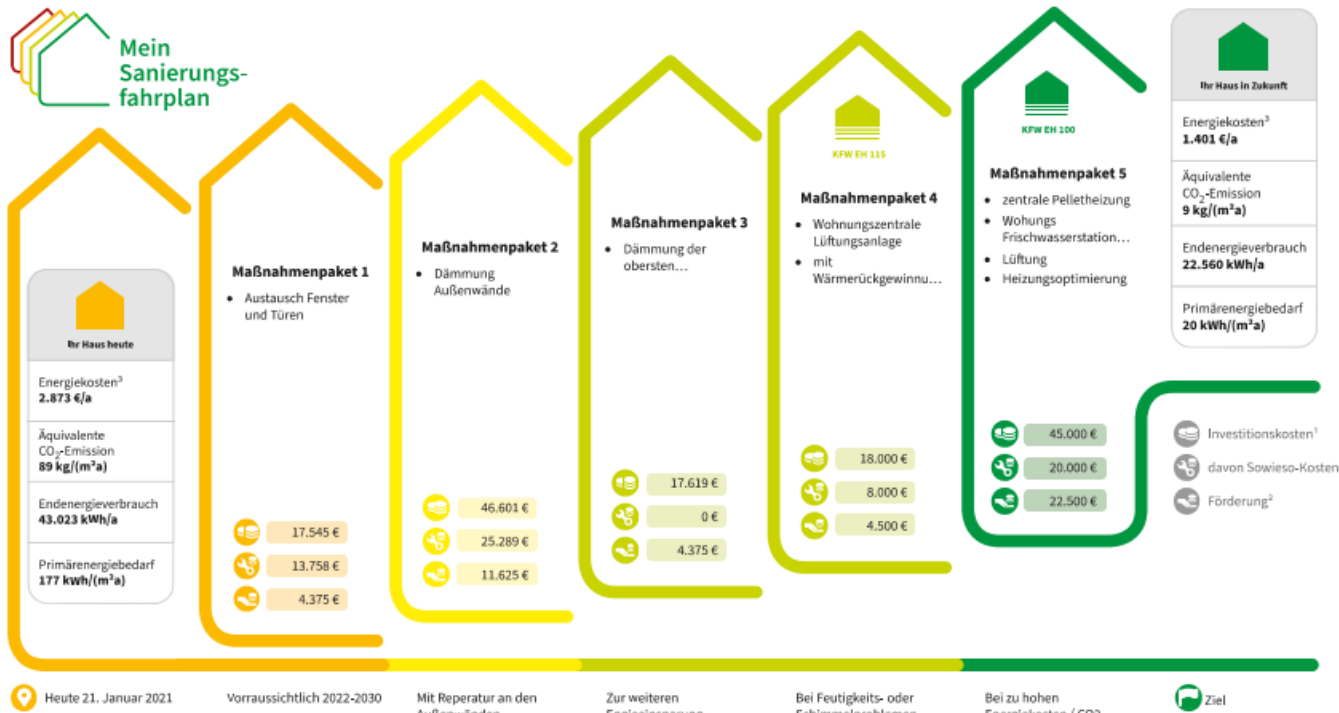 Mein
Sanierungs-
fahrplan
Ihr Haus heute
Energiekosten³
2.873 €/a
Äquivalente
CO₂-Emission
89 kg/(m²a)
Endenergieverbrauch
43.023 kWh/a
Primärenergiebedarf
177 kWh/(m²a)
Maßnahmenpaket 1
• Austausch Fenster
und Türen
17.545 €
13.758 €
4.375 €
Maßnahmenpaket 2
• Dämmung
Außenwände
46.601 €
25.289 €
11.625 €
Maßnahmenpaket 3
• Dämmung der
obersten...
17.619 €
0 €
4.375 €
KFW EH 115
Maßnahmenpaket 4
• Wohnungszentrale
Lüftungsanlage
• mit
Wärmerückgewinnu...
18.000 €
8.000 €
4.500 €
KFW EH 100
Maßnahmenpaket 5
• zentrale Pelletheizung
• Wohungs
Frischwasserstation...
• Lüftung
• Heizungsoptimierung
45.000 €
20.000 €
22.500 €
Ihr Haus in Zukunft
Energiekosten³
1.401 €/a
Äquivalente
CO₂-Emission
9 kg/(m²a)
Endenergieverbrauch
22.560 kWh/a
Primärenergiebedarf
20 kWh/(m²a)
Investitionskosten¹
davon Sowieso-Kosten
Förderung²
Heute 21. Januar 2021
Vorraussichtlich 2022-2030
Mit Reperatur an den
Außenwänden
Zur weiteren
Bei Feutigkeits- oder
Schimmelproblemen
Bei zu hohen
Energiekosten / CO2
Ziel